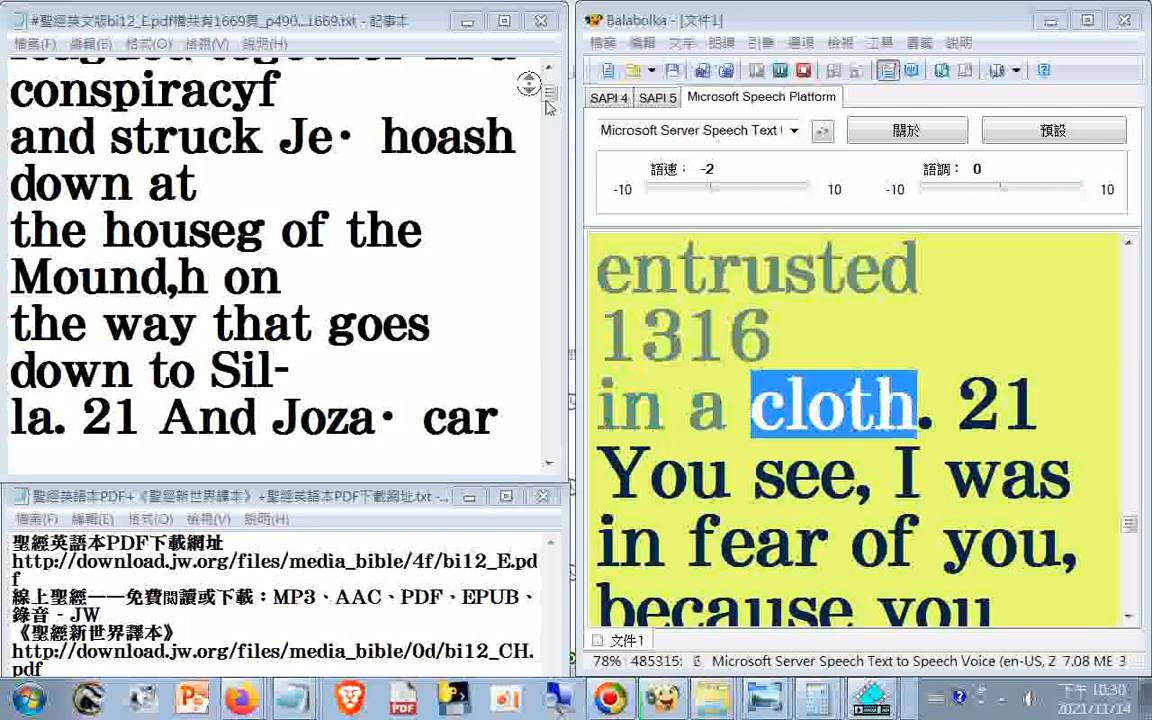 #聖經英文版bi12_E.pdf檔共有1669頁_p490...1669.txt - 記事本
檔案(F) 編輯(E) 格式(O) 檢視(V) 說明(H)
conspiracyf
and struck Je· hoash
down at
the houseg of the
Mound,h on
the way that goes
down to Sil-
la. 21 And Joza· car
聖經英語本PDF+《聖經新世界譯本》+聖經英語本PDF下載網址.txt -...
檔案(F) 編輯(E) 格式(O) 檢視(V) 說明(H)
聖經英語本PDF下載網址
http://download.jw.org/files/media_bible/4f/bi12_E.pd
f
線上聖經——免費閱讀或下載：MP3、AAC、PDF、EPUB、
錄音 - JW
《聖經新世界譯本》
http://download.jw.org/files/media_bible/0d/bi12_CH.
pdf
Balabolka - [文件1]
檔案 編輯 文字 朗讀 引擎 選項 檢視 工具 書籤 說明
SAPI 4 SAPI 5 Microsoft Speech Platform
Microsoft Server Speech Text 關於 預設
語速： -2 語調： 0
-10 10 -10 10
entrusted
1316
in a cloth. 21
You see, I was
in fear of you,
because you
文件1
78% 485315: Microsoft Server Speech Text to Speech Voice (en-US, Z 7.08 ME 3
下午 10:30
2021/11/14